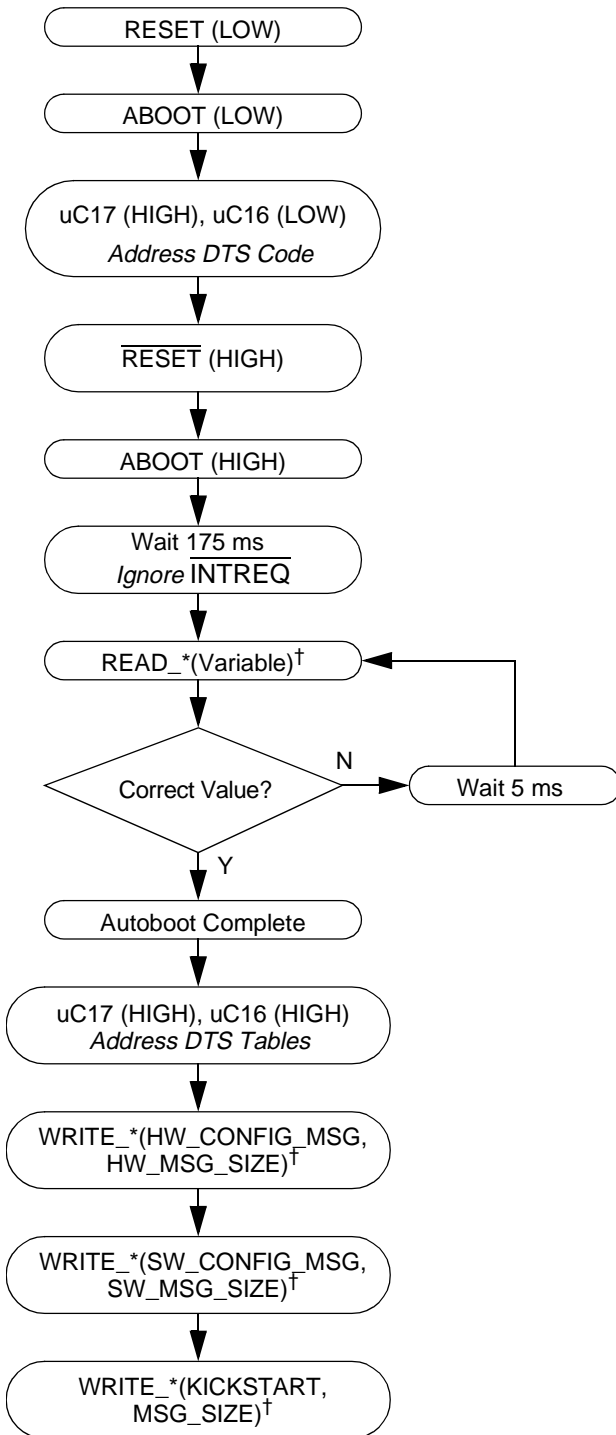 RESET (LOW)
ABOOT (LOW)
uC17 (HIGH), uC16 (LOW)
Address DTS Code
R̅E̅S̅E̅T̅ (HIGH)
ABOOT (HIGH)
Wait 175 ms
Ignore I̅N̅T̅R̅E̅Q̅
READ_*(Variable)†
Correct Value?
N
Wait 5 ms
Y
Autoboot Complete
uC17 (HIGH), uC16 (HIGH)
Address DTS Tables
WRITE_*(HW_CONFIG_MSG,
HW_MSG_SIZE)†
WRITE_*(SW_CONFIG_MSG,
SW_MSG_SIZE)†
WRITE_*(KICKSTART,
MSG_SIZE)†